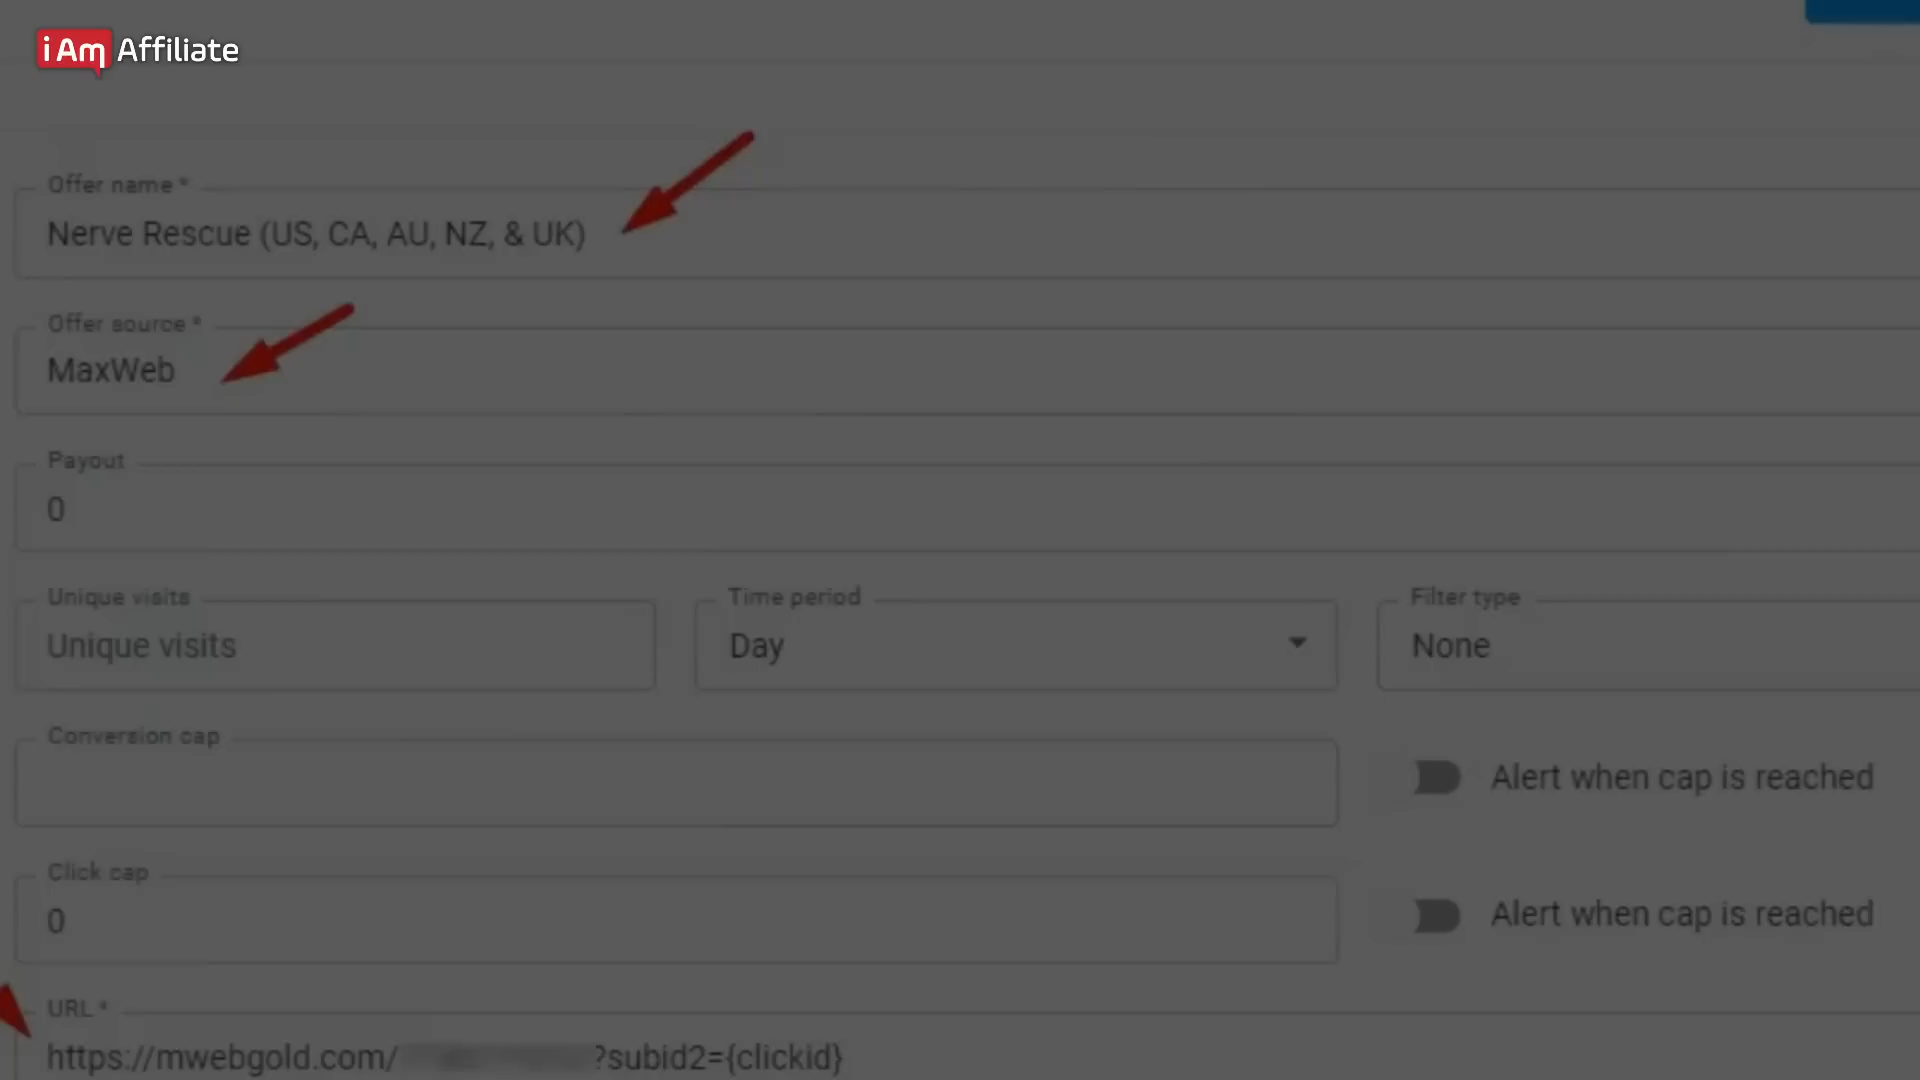 i Am Affiliate
Offer name *
Nerve Rescue (US, CA, AU, NZ, & UK)
Offer source *
MaxWeb
Payout
0
Unique visits Time period Filter type
Unique visits Day None
Conversion cap
Alert when cap is reached
Click cap
0 Alert when cap is reached
URL *
https://mwebgold.com/ ?subid2={clickid}